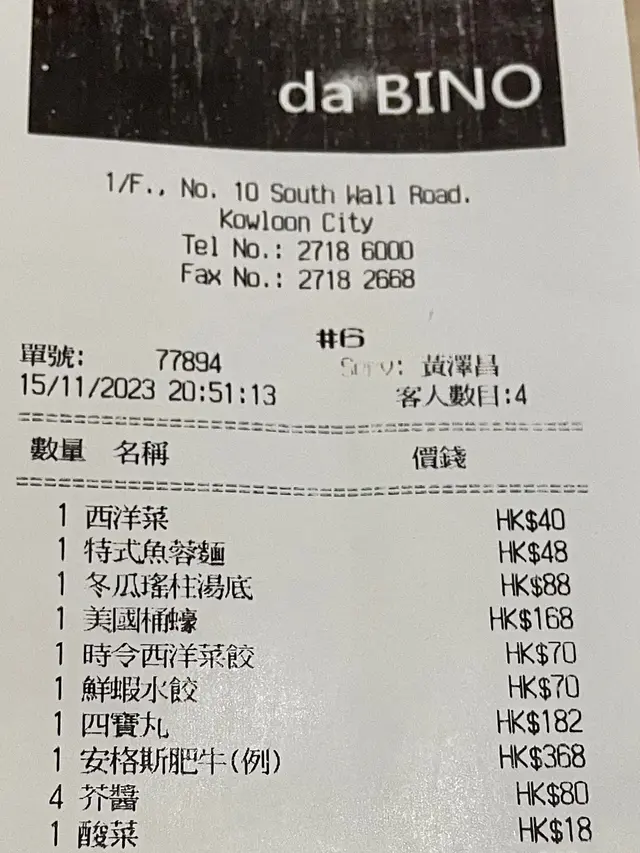 da BINO
1/F., No. 10 South Wall Road.
Kowloon City
Tel No.: 2718 6000
Fax No.: 2718 2668
#6
單號: 77894 Serv: 黃澤昌
15/11/2023 20:51:13 客人數目:4
數量 名稱 價錢
1 西洋菜 HK$40
1 特式魚蓉麵 HK$48
1 冬瓜瑤柱湯底 HK$88
1 美國桶蠔 HK$168
1 時令西洋菜餃 HK$70
1 鮮蝦水餃 HK$70
1 四寶丸 HK$182
1 安格斯肥牛(例) HK$368
4 芥醬 HK$80
1 酸菜 HK$18